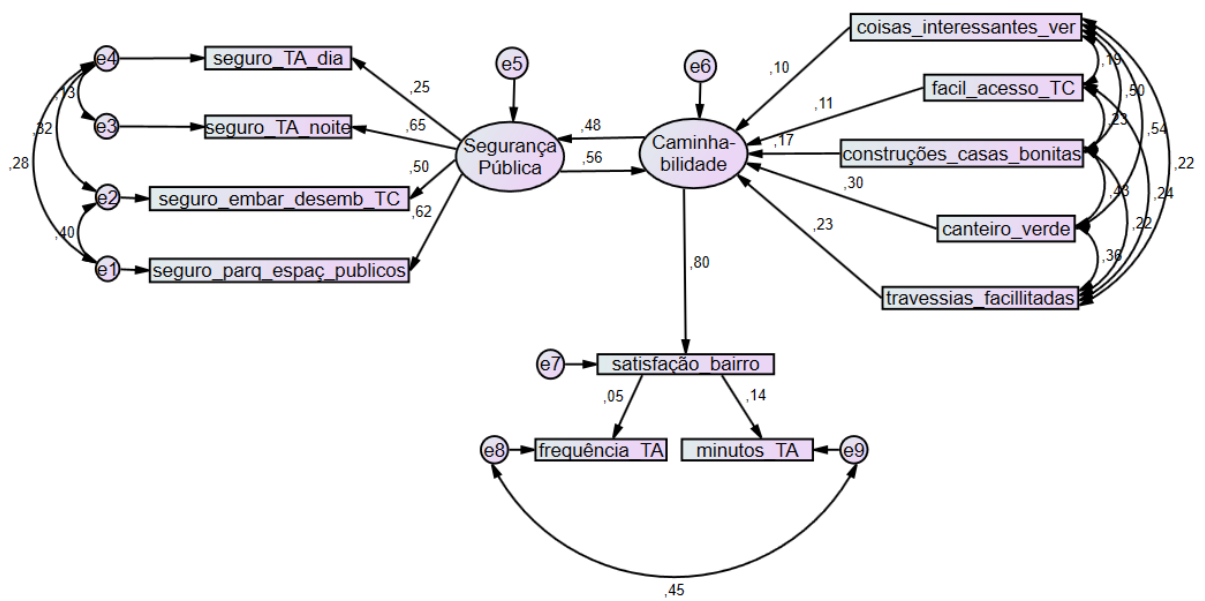 coisas_interessantes_ver
e4
seguro_TA_dia
e5
e6
,19
,13
,25
,10
facil_acesso_TC
,50
,11
,32
e3
seguro_TA_noite
,65
,48
,23
,54
Segurança
Pública
Caminha-
bilidade
,17
construções_casas_bonitas
,28
,50
,56
,22
e2
seguro_embar_desemb_TC
,30
,43
,24
,62
canteiro_verde
,22
,40
,23
,36
e1
seguro_parq_espaç_publicos
,80
travessias_facillitadas
e7
satisfação_bairro
,05
,14
e8
frequência_TA
minutos_TA
e9
,45